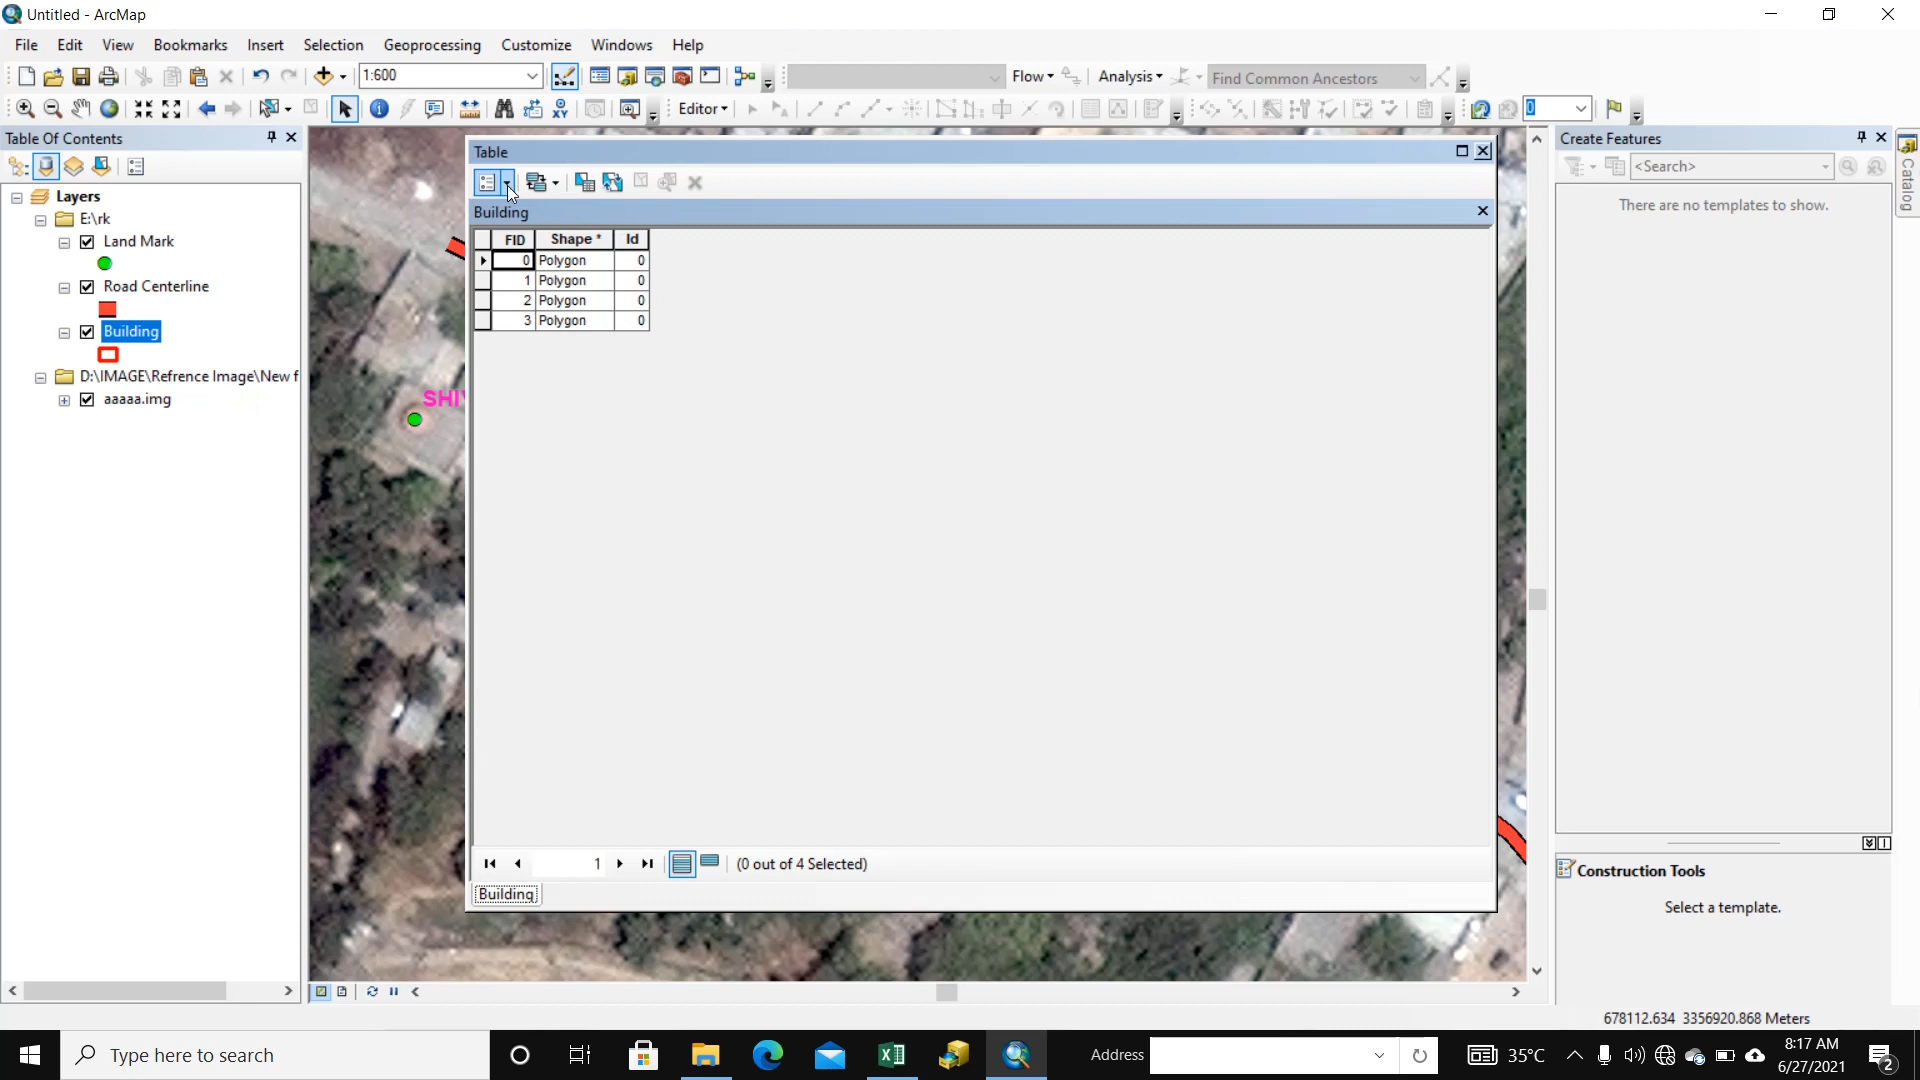 Untitled - ArcMap
File Edit View Bookmarks Insert Selection Geoprocessing Customize Windows Help
1:600 Flow Analysis Find Common Ancestors
Editor 0
Table Of Contents
Layers
E:\rk
Land Mark
Road Centerline
Building
D:\IMAGE\Refrence Image\New f
aaaaa.img
SHI
Table
Building
FID Shape * Id
0 Polygon 0
1 Polygon 0
2 Polygon 0
3 Polygon 0
1 (0 out of 4 Selected)
Building
Create Features
<Search>
There are no templates to show.
Catalog
Construction Tools
Select a template.
678112.634 3356920.868 Meters
Type here to search
Address
35°C
8:17 AM
6/27/2021
2